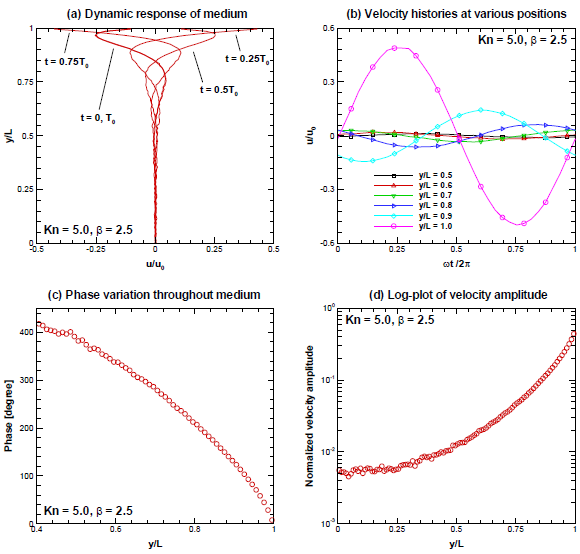 (a) Dynamic response of medium
1
0.75
0.5
0.25
0
y/L
t = 0.75T₀
t = 0.25T₀
t = 0, T₀
t = 0.5T₀
Kn = 5.0, β = 2.5
-0.5
-0.25
0
0.25
0.5
u/u₀
(b) Velocity histories at various positions
Kn = 5.0, β = 2.5
0.6
0.3
0
-0.3
-0.6
u/u₀
y/L = 0.5
y/L = 0.6
y/L = 0.7
y/L = 0.8
y/L = 0.9
y/L = 1.0
0
0.25
0.5
0.75
1
ωt /2π
(c) Phase variation throughout medium
400
300
200
100
0
Phase [degree]
Kn = 5.0, β = 2.5
0.4
0.6
0.8
1
y/L
(d) Log-plot of velocity amplitude
Kn = 5.0, β = 2.5
10⁰
10⁻¹
10⁻²
10⁻³
Normalized velocity amplitude
0
0.25
0.5
0.75
1
y/L